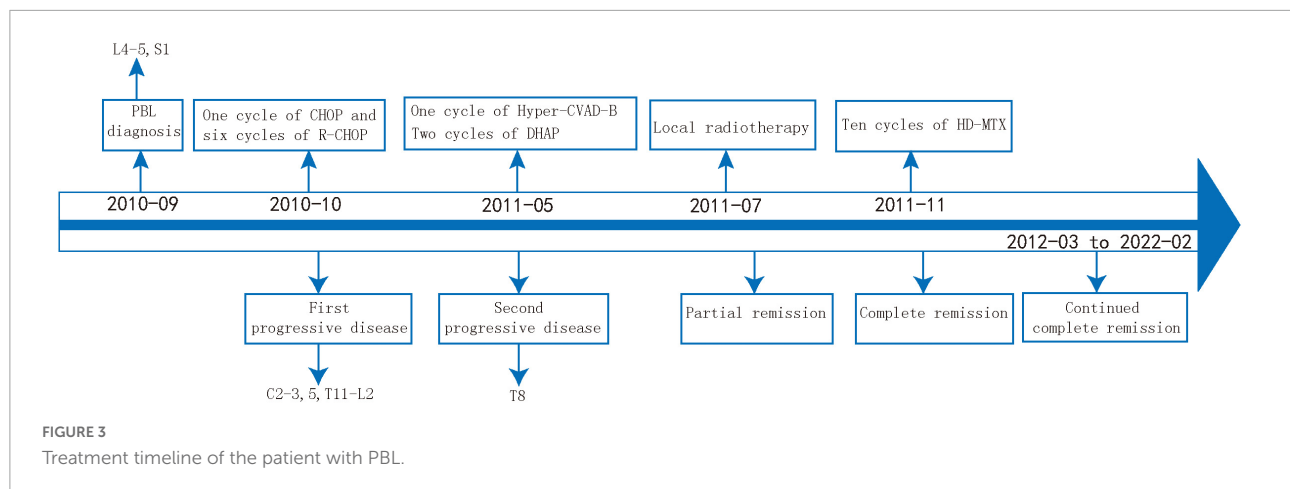 L4-5, S1
PBL
diagnosis
One cycle of CHOP and
six cycles of R-CHOP
One cycle of Hyper-CVAD-B
Two cycles of DHAP
Local radiotherapy
Ten cycles of HD-MTX
2010-09
2010-10
2011-05
2011-07
2011-11
2012-03 to 2022-02
First
progressive disease
Second
progressive disease
Partial remission
Complete remission
Continued
complete remission
C2-3, 5, T11-L2
T8
FIGURE 3
Treatment timeline of the patient with PBL.